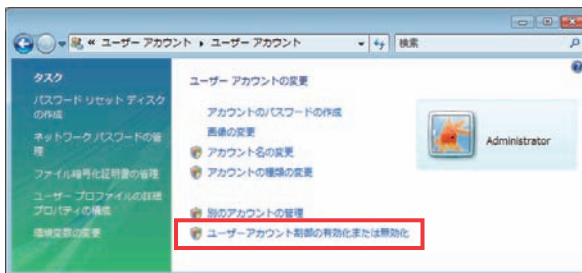 « ユーザー アカウント ▸ ユーザー アカウント
検索
タスク
パスワード リセット ディスク
の作成
ネットワーク パスワードの管
理
ファイル暗号化証明書の管理
ユーザー プロファイルの詳細
プロパティの構成
環境変数の変更
ユーザー アカウントの変更
アカウントのパスワードの作成
画像の変更
アカウント名の変更
アカウントの種類の変更
別のアカウントの管理
ユーザーアカウント制御の有効化または無効化
Administrator